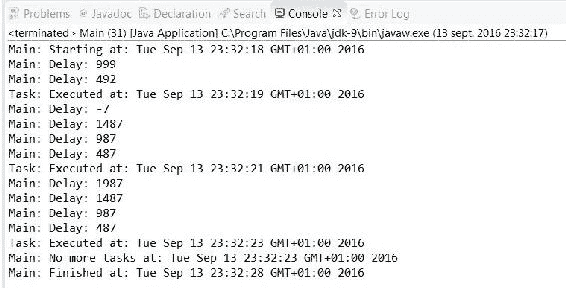 Problems Javadoc Declaration Search Console Error Log
<terminated> Main (31) [Java Application] C:\Program Files\Java\jdk-9\bin\javaw.exe (13 sept. 2016 23:32:17)
Main: Starting at: Tue Sep 13 23:32:18 GMT+01:00 2016
Main: Delay: 999
Main: Delay: 492
Task: Executed at: Tue Sep 13 23:32:19 GMT+01:00 2016
Main: Delay: -7
Main: Delay: 1487
Main: Delay: 987
Main: Delay: 487
Task: Executed at: Tue Sep 13 23:32:21 GMT+01:00 2016
Main: Delay: 1987
Main: Delay: 1487
Main: Delay: 987
Main: Delay: 487
Task: Executed at: Tue Sep 13 23:32:23 GMT+01:00 2016
Main: No more tasks at: Tue Sep 13 23:32:23 GMT+01:00 2016
Main: Finished at: Tue Sep 13 23:32:28 GMT+01:00 2016